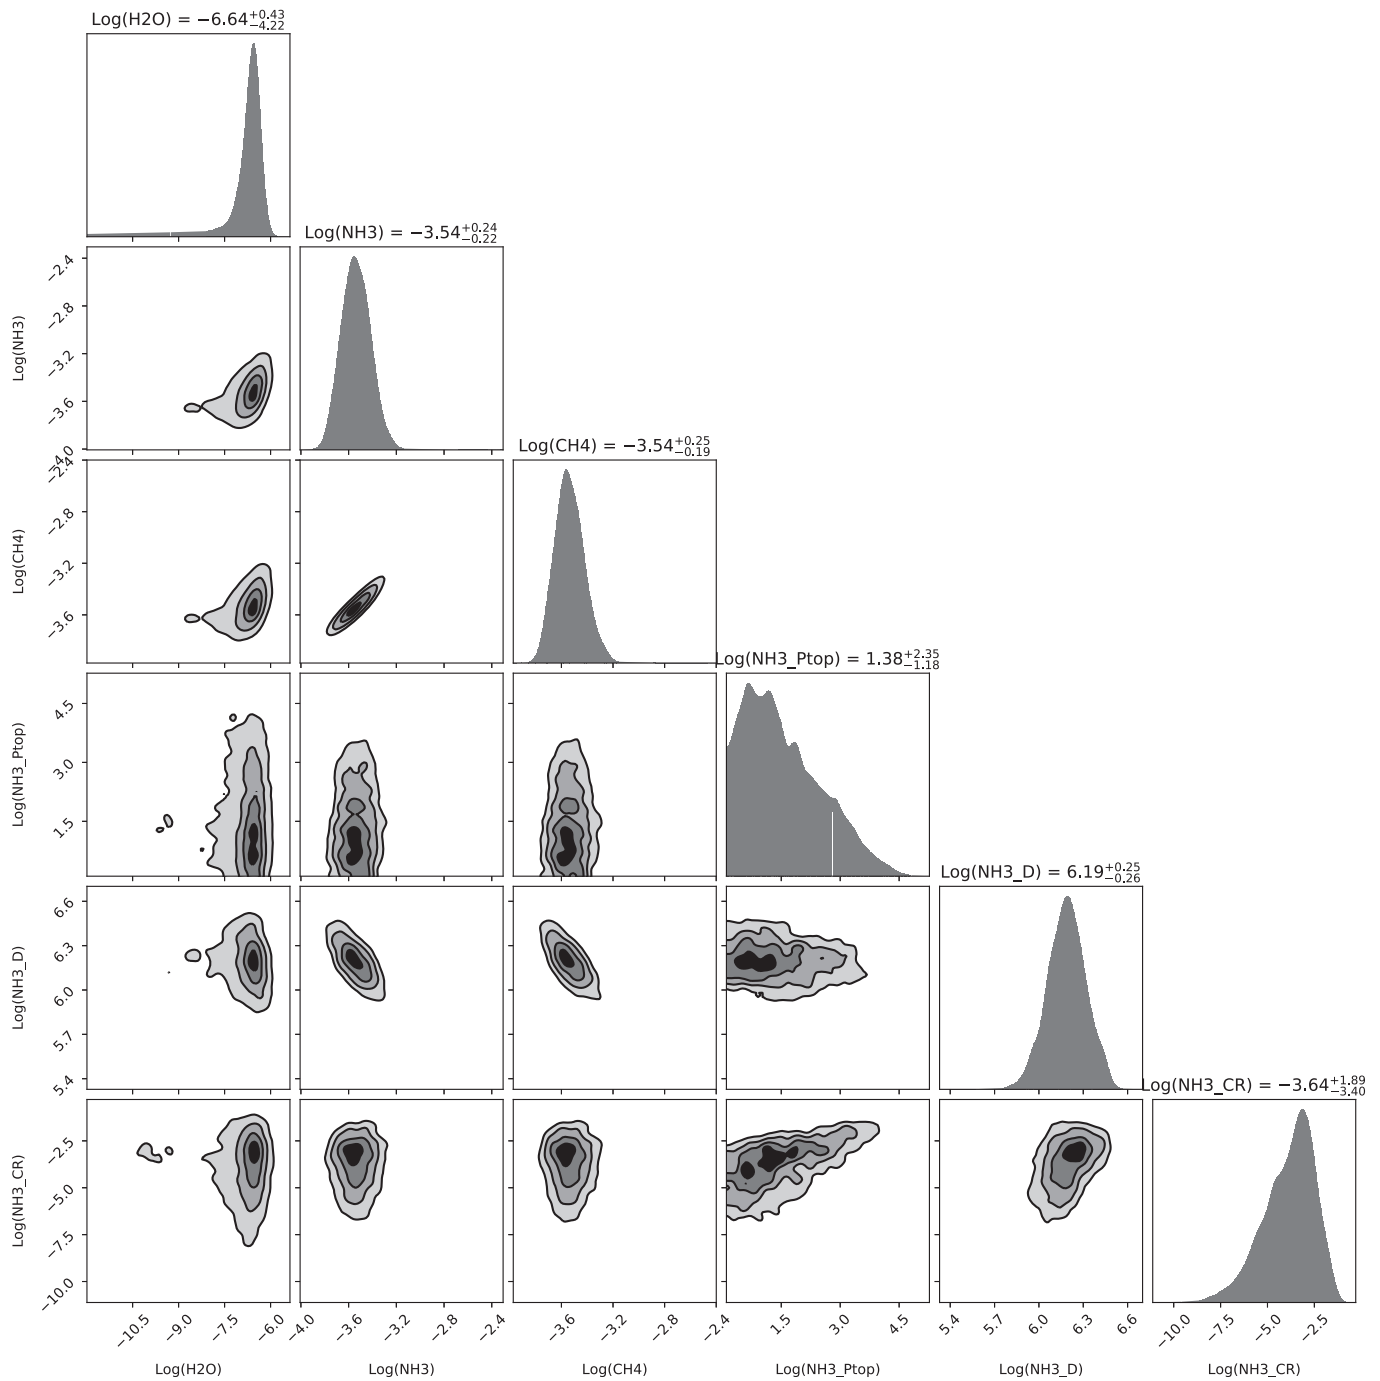 Log(H2O) = −6.64+0.43−4.22
Log(NH3) = −3.54+0.24−0.22
−2.4
−2.8
−3.2
−3.6
−4.0
Log(NH3)
Log(CH4) = −3.54+0.25−0.19
−2.4
−2.8
−3.2
−3.6
Log(CH4)
Log(NH3_Ptop) = 1.38+2.35−1.18
4.5
3.0
1.5
Log(NH3_Ptop)
Log(NH3_D) = 6.19+0.25−0.26
6.6
6.3
6.0
5.7
5.4
Log(NH3_D)
Log(NH3_CR) = −3.64+1.89−3.40
−2.5
−5.0
−7.5
−10.0
Log(NH3_CR)
−10.5 −9.0 −7.5 −6.0 −4.0 −3.6 −3.2 −2.8 −2.4 −3.6 −3.2 −2.8 −2.4 1.5 3.0 4.5 5.4 5.7 6.0 6.3 6.6 −10.0 −7.5 −5.0 −2.5
Log(H2O) Log(NH3) Log(CH4) Log(NH3_Ptop) Log(NH3_D) Log(NH3_CR)